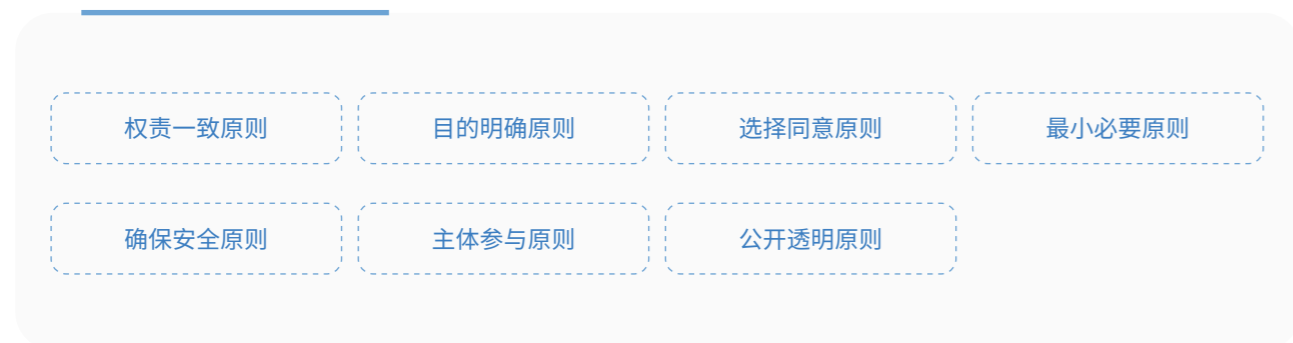 权责一致原则
目的明确原则
选择同意原则
最小必要原则
确保安全原则
主体参与原则
公开透明原则